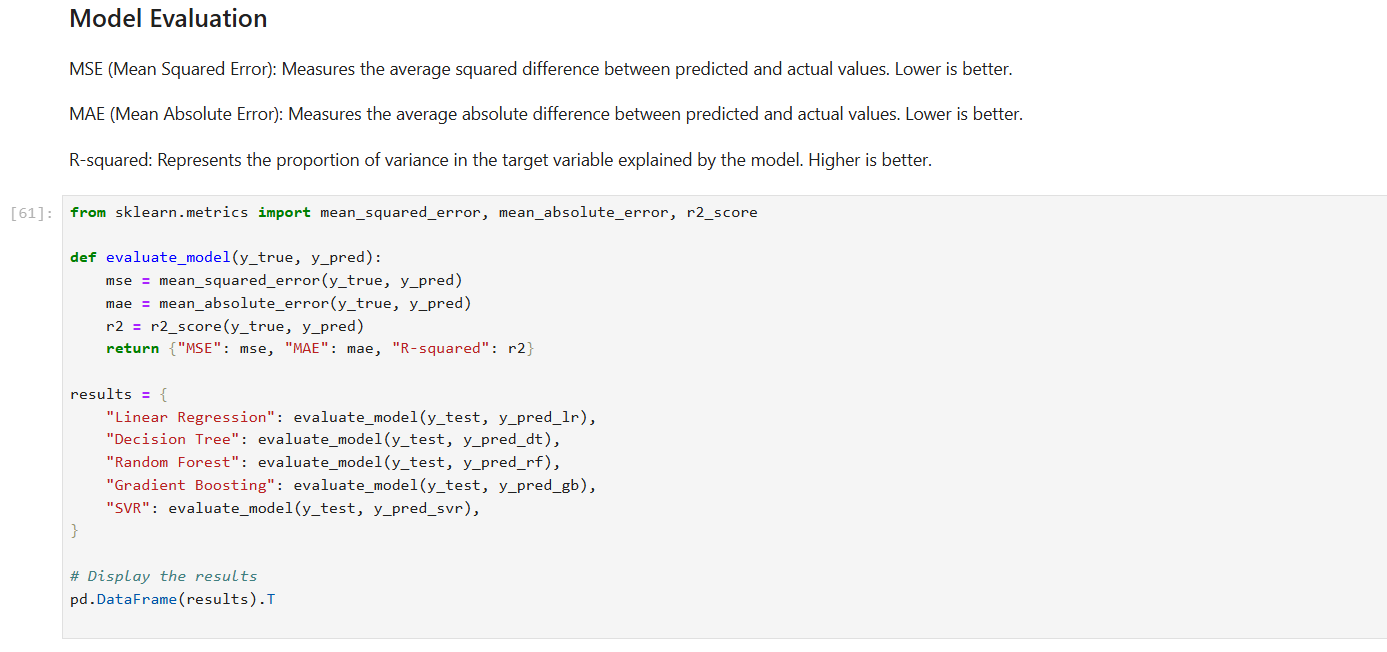 Model Evaluation
MSE (Mean Squared Error): Measures the average squared difference between predicted and actual values. Lower is better.
MAE (Mean Absolute Error): Measures the average absolute difference between predicted and actual values. Lower is better.
R-squared: Represents the proportion of variance in the target variable explained by the model. Higher is better.
[61]: from sklearn.metrics import mean_squared_error, mean_absolute_error, r2_score
def evaluate_model(y_true, y_pred):
    mse = mean_squared_error(y_true, y_pred)
    mae = mean_absolute_error(y_true, y_pred)
    r2 = r2_score(y_true, y_pred)
    return {"MSE": mse, "MAE": mae, "R-squared": r2}
results = {
    "Linear Regression": evaluate_model(y_test, y_pred_lr),
    "Decision Tree": evaluate_model(y_test, y_pred_dt),
    "Random Forest": evaluate_model(y_test, y_pred_rf),
    "Gradient Boosting": evaluate_model(y_test, y_pred_gb),
    "SVR": evaluate_model(y_test, y_pred_svr),
}
# Display the results
pd.DataFrame(results).T